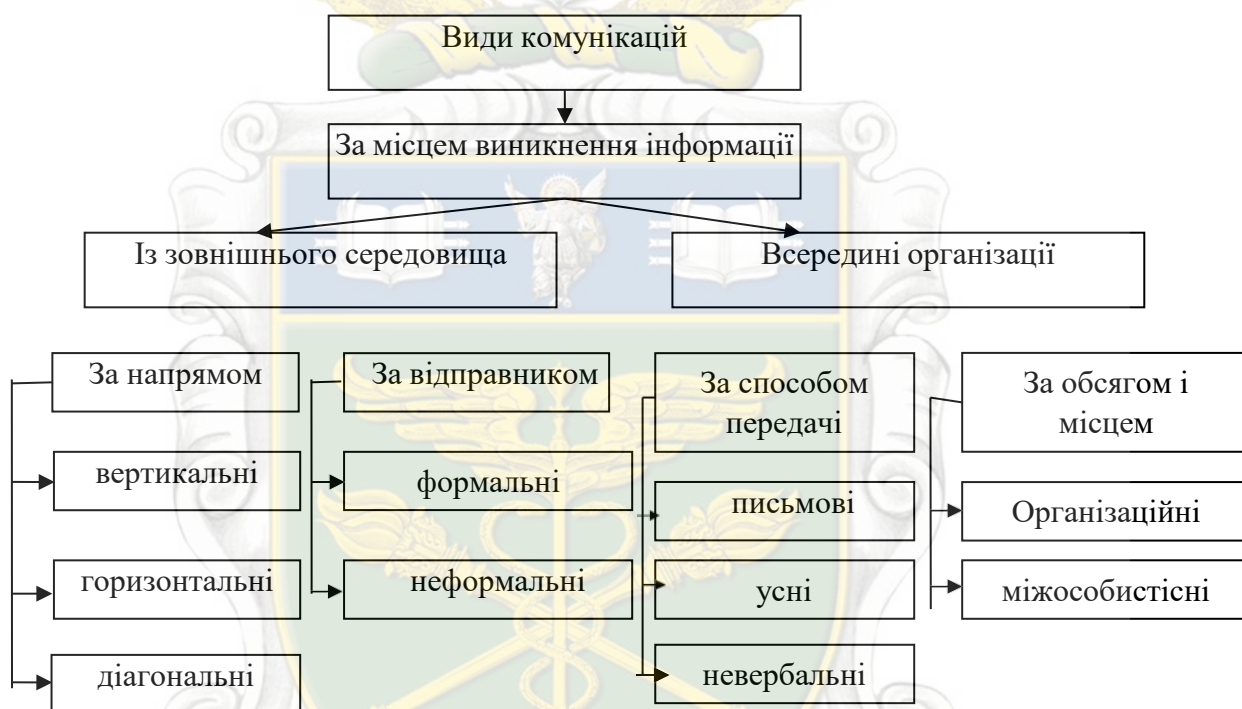 Види комунікацій
За місцем виникнення інформації
Із зовнішнього середовища
Всередині організації
За напрямом
вертикальні
горизонтальні
діагональні
За відправником
формальні
неформальні
За способом
передачі
письмові
усні
невербальні
За обсягом і
місцем
Організаційні
міжособистісні